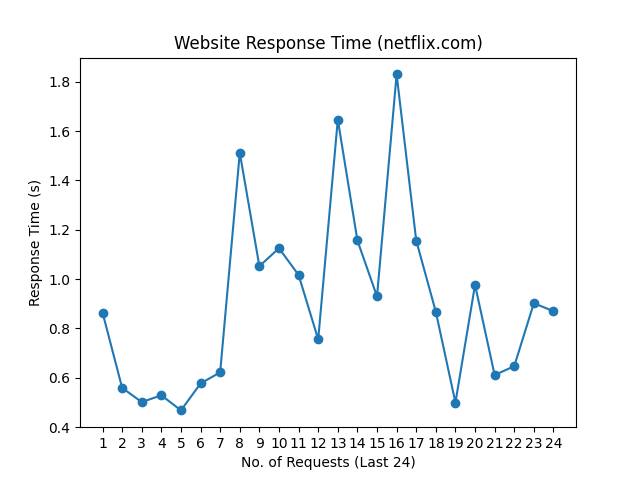 Website Response Time (netflix.com)
Response Time (s)
1.8
1.6
1.4
1.2
1.0
0.8
0.6
0.4
1 2 3 4 5 6 7 8 9 10 11 12 13 14 15 16 17 18 19 20 21 22 23 24
No. of Requests (Last 24)